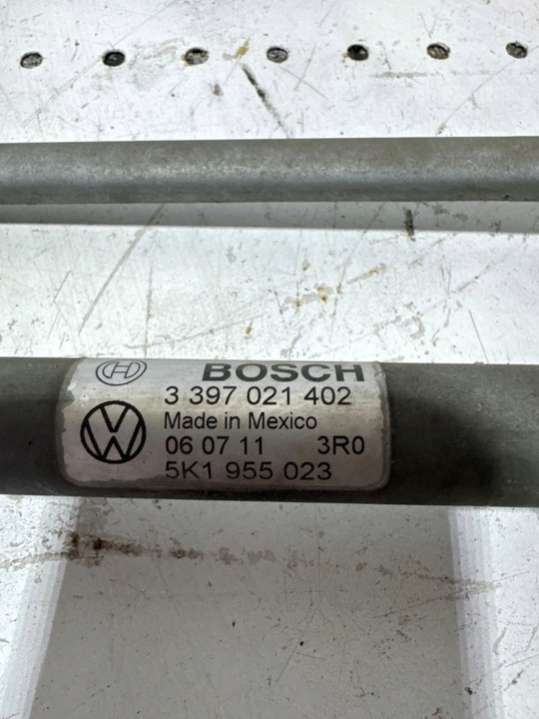 BOSCH
3 397 021 402
Made in Mexico
06 07 11 3R0
5K1 955 023